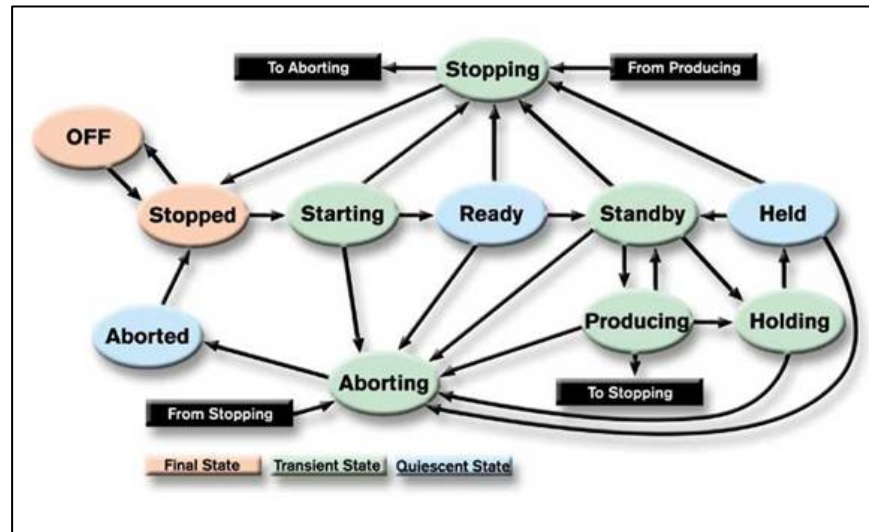 To Aborting
Stopping
From Producing
OFF
Stopped
Starting
Ready
Standby
Held
Aborted
Producing
Holding
Aborting
To Stopping
From Stopping
Final State
Transient State
Quiescent State